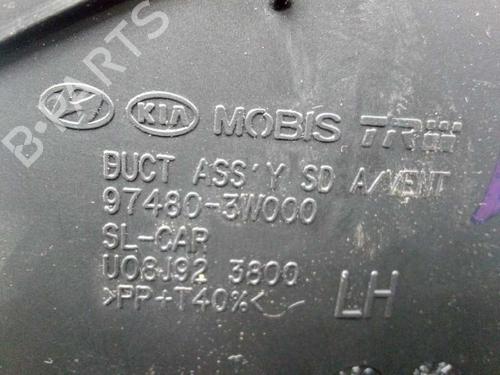 KIA MOBIS TRW
DUCT ASS'Y SD A/VENT
97480-3W000
SL-CAR
U08J92 3800
>PP+T40%< LH
B-PARTS